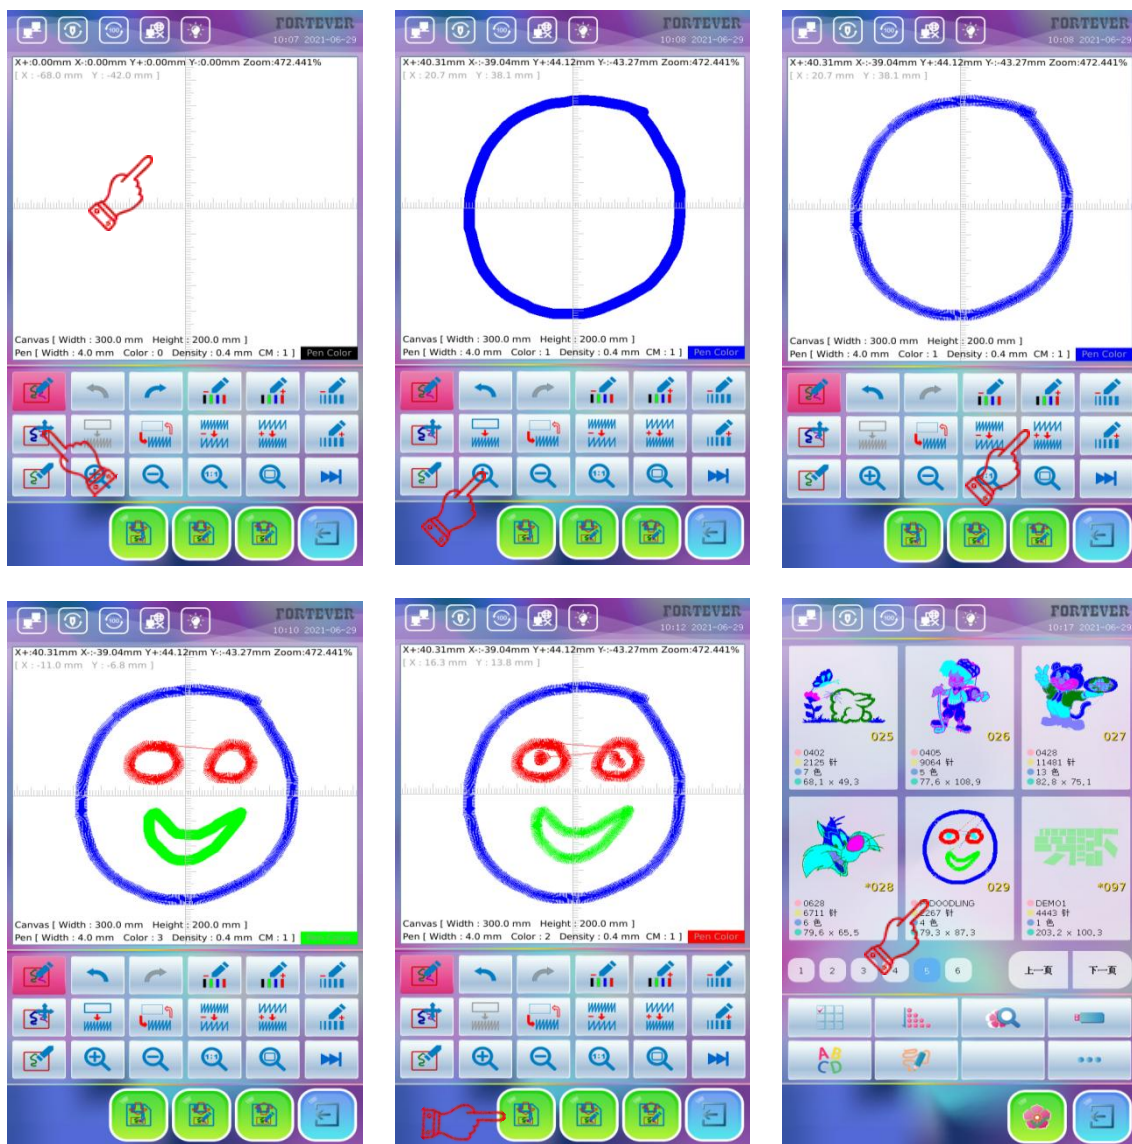 FORTEVER
10:07 2021-06-29
X+:0.00mm X-:0.00mm Y+:0.00mm Y-:0.00mm Zoom:472.441%
[ X : -68.0 mm Y : -42.0 mm ]
Canvas [ Width : 300.0 mm Height : 200.0 mm ]
Pen [ Width : 4.0 mm Color : 0 Density : 0.4 mm CM : 1 ] Pen Color
1:1
FORTEVER
10:08 2021-06-29
X+:40.31mm X-:-39.04mm Y+:44.12mm Y-:-43.27mm Zoom:472.441%
[ X : 20.7 mm Y : 38.1 mm ]
Canvas [ Width : 300.0 mm Height : 200.0 mm ]
Pen [ Width : 4.0 mm Color : 1 Density : 0.4 mm CM : 1 ] Pen Color
1:1
FORTEVER
10:08 2021-06-29
X+:40.31mm X-:-39.04mm Y+:44.12mm Y-:-43.27mm Zoom:472.441%
[ X : 20.7 mm Y : 38.1 mm ]
Canvas [ Width : 300.0 mm Height : 200.0 mm ]
Pen [ Width : 4.0 mm Color : 1 Density : 0.4 mm CM : 1 ] Pen Color
FORTEVER
10:10 2021-06-29
X+:40.31mm X-:-39.04mm Y+:44.12mm Y-:-43.27mm Zoom:472.441%
[ X : -11.0 mm Y : -6.8 mm ]
Canvas [ Width : 300.0 mm Height : 200.0 mm ]
Pen [ Width : 4.0 mm Color : 3 Density : 0.4 mm CM : 1 ]
1:1
FORTEVER
10:12 2021-06-29
X+:40.31mm X-:-39.04mm Y+:44.12mm Y-:-43.27mm Zoom:472.441%
[ X : 16.3 mm Y : 13.8 mm ]
Canvas [ Width : 300.0 mm Height : 200.0 mm ]
Pen [ Width : 4.0 mm Color : 2 Density : 0.4 mm CM : 1 ] Pen Color
1:1
FORTEVER
10:17 2021-06-29
025 026 027
0402 0405 0428
2125 针 9064 针 11481 针
7 色 5 色 13 色
68.1 x 49.3 77.6 x 108.9 82.8 x 75.1
*028 029 *097
0628 DOODLING DEMO1
6711 针 2267 针 4443 针
6 色 4 色 1 色
79.6 x 65.5 79.3 x 87.3 203.2 x 100.3
1 2 3 4 5 6 上一頁 下一頁
AB
CD